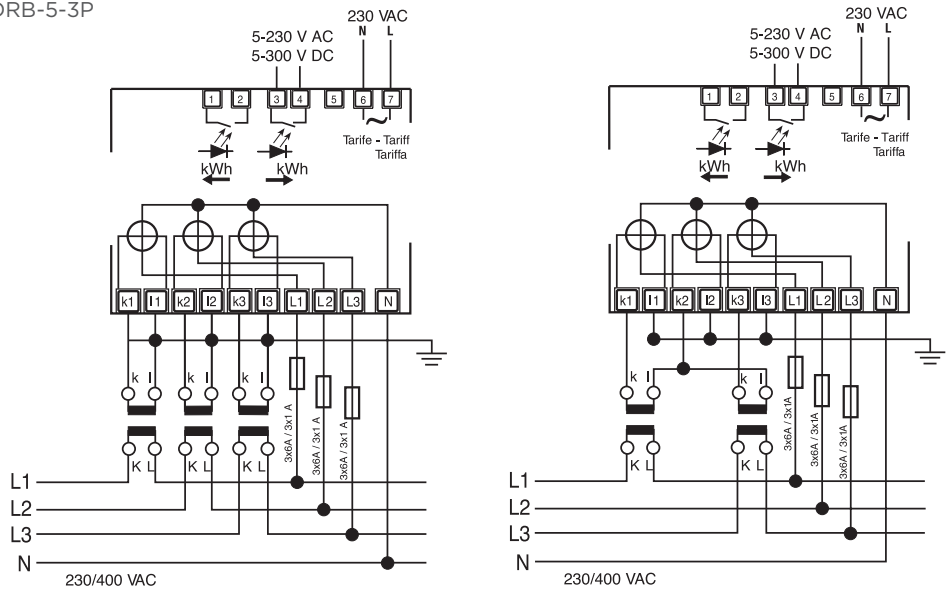 ORB-5-3P
230 VAC
N L
5-230 V AC
5-300 V DC
1 2 3 4 5 6 7
~
Tarife - Tariff
Tariffa
kWh kWh
k1 l1 k2 l2 k3 l3 L1 L2 L3 N
k l k l k l
3x6A / 3x1 A
3x6A / 3x1 A
3x6A / 3x1 A
K L K L K L
L1
L2
L3
N
230/400 VAC
230 VAC
N L
5-230 V AC
5-300 V DC
1 2 3 4 5 6 7
~
Tarife - Tariff
Tariffa
kWh kWh
k1 l1 k2 l2 k3 l3 L1 L2 L3 N
k l k l
3x6A / 3x1A
3x6A / 3x1A
3x6A / 3x1A
K L K L
L1
L2
L3
N
230/400 VAC